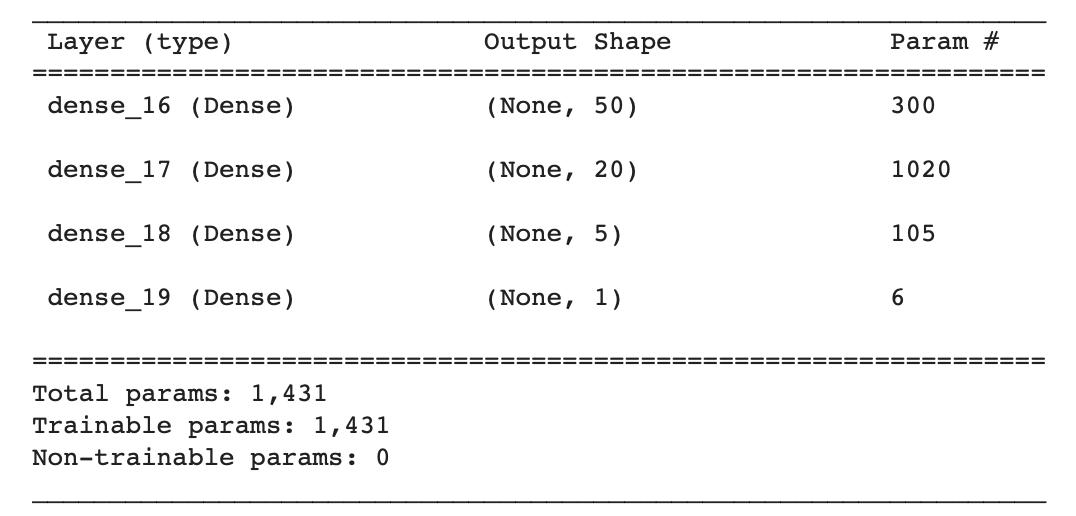 Layer (type) Output Shape Param #
=================================================================
dense_16 (Dense) (None, 50) 300
dense_17 (Dense) (None, 20) 1020
dense_18 (Dense) (None, 5) 105
dense_19 (Dense) (None, 1) 6
=================================================================
Total params: 1,431
Trainable params: 1,431
Non-trainable params: 0